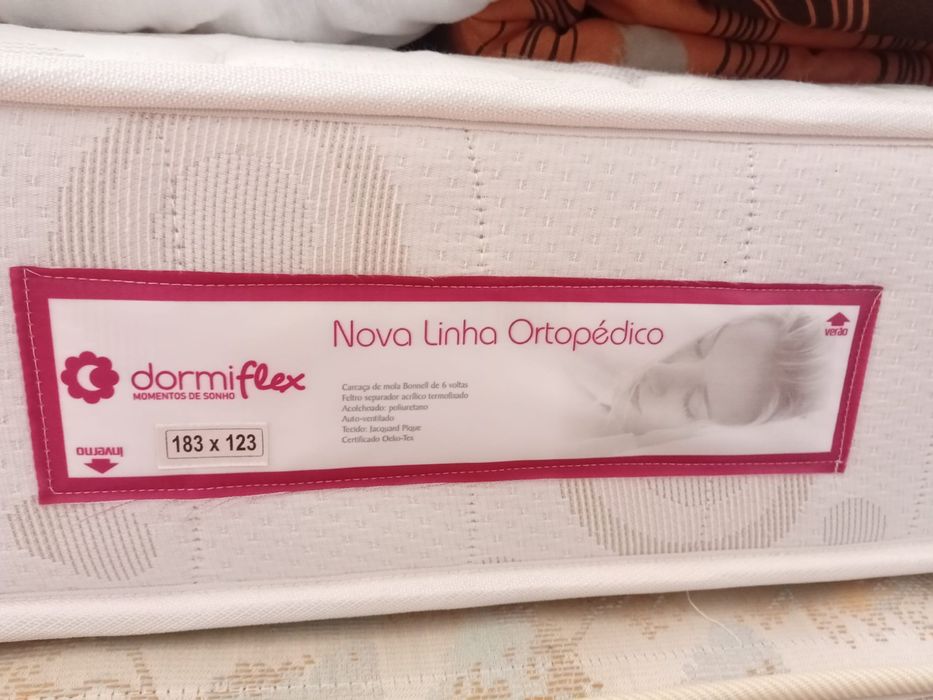 Nova Linha Ortopédico
verão
dormiflex
MOMENTOS DE SONHO
Carcaça de mola Bonnell de 6 voltas
Feltro separador acrílico termofixado
Acolchoado: poliuretano
Auto-ventilado
Tecido: Jacquard Pique
Certificado Oeko-Tex
183 x 123
inverno